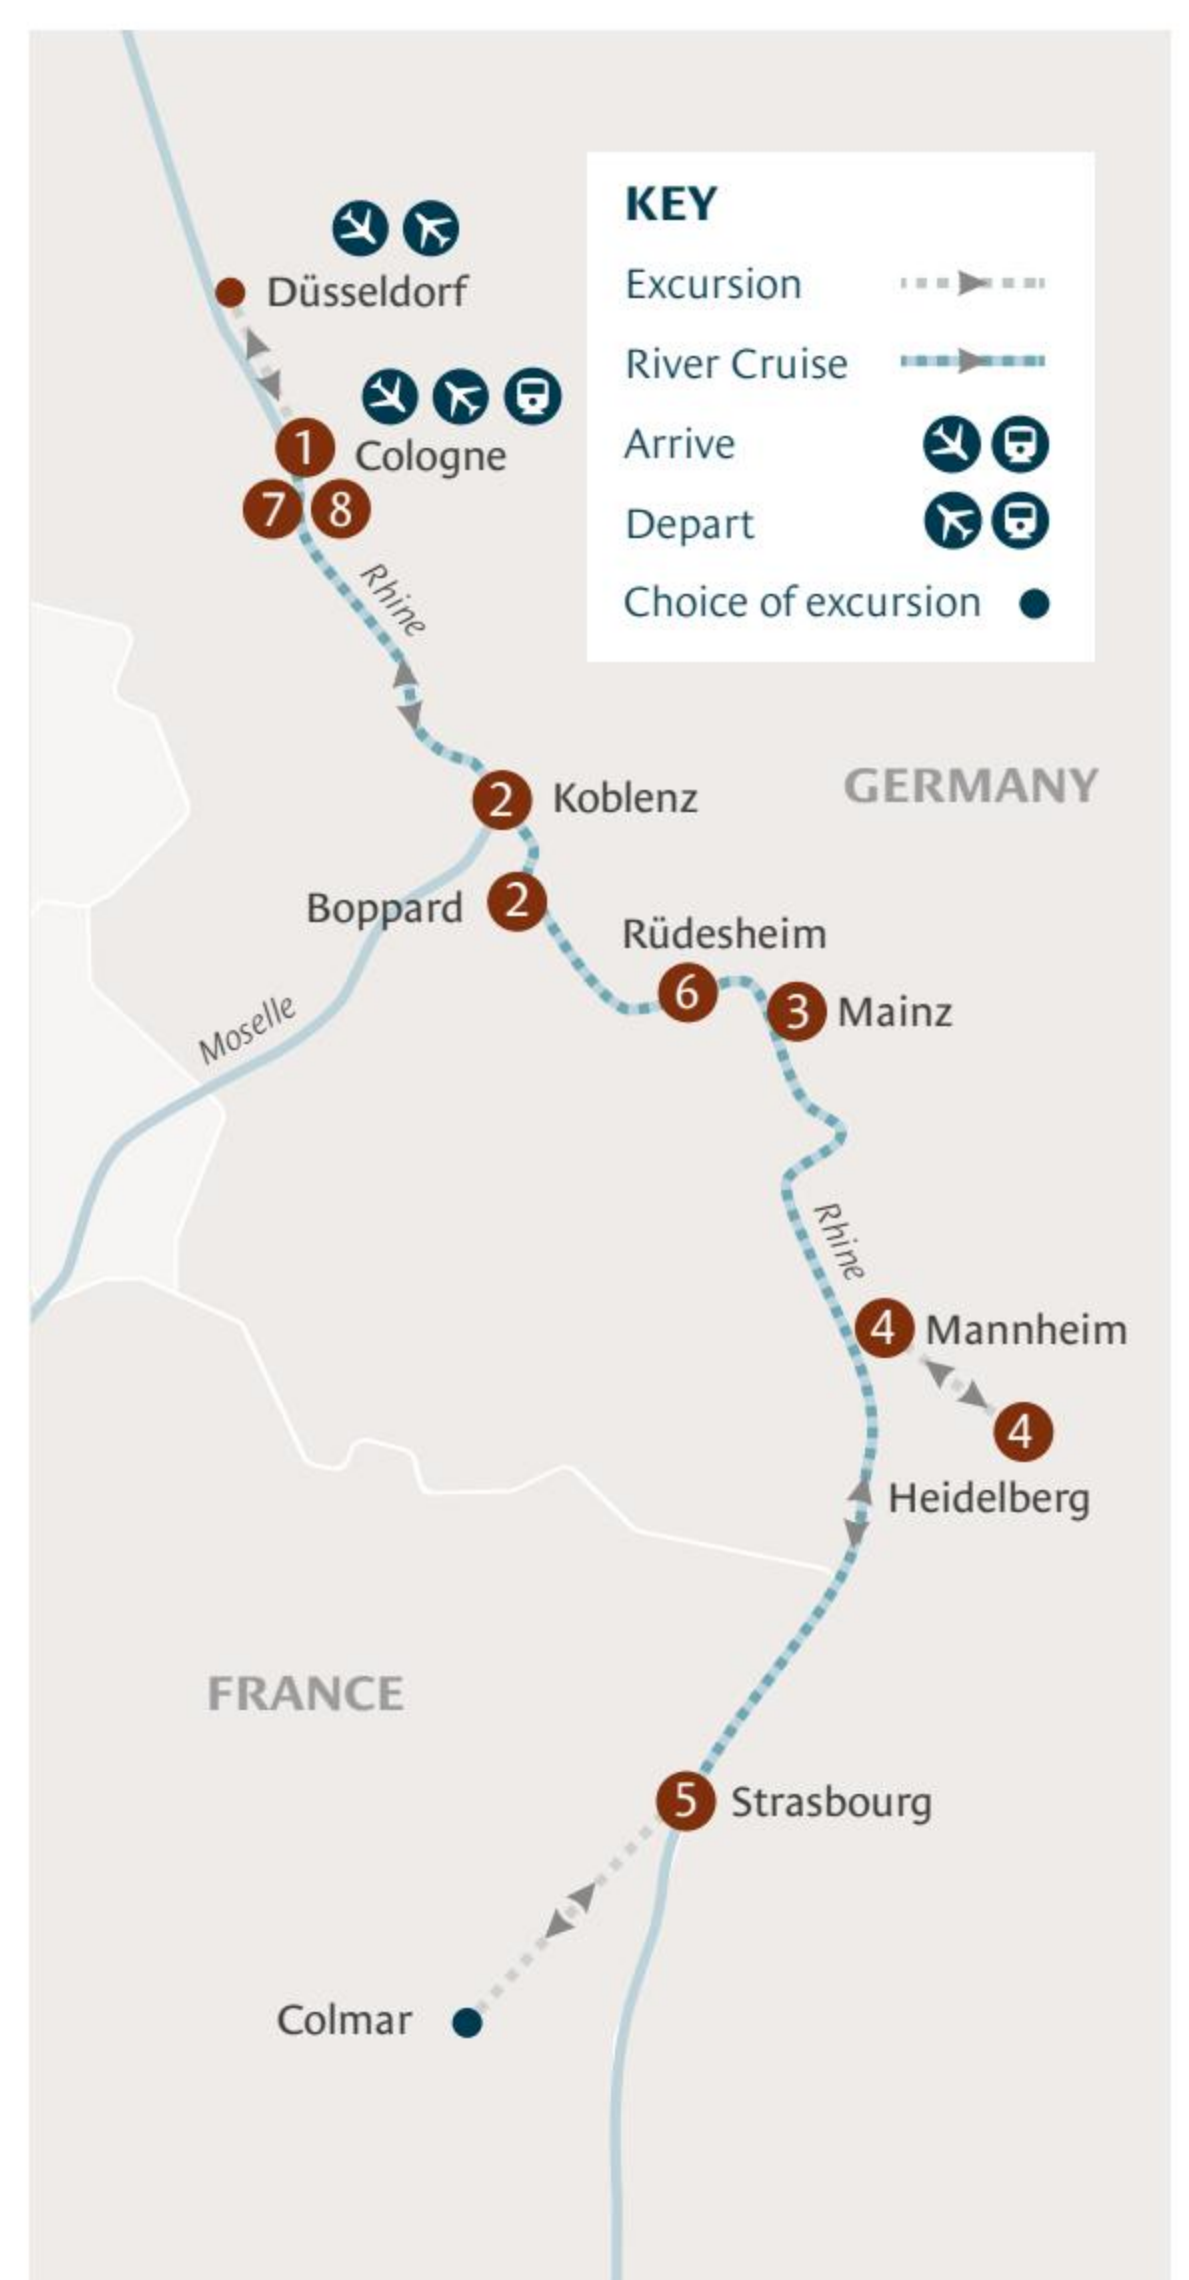 KEY
Excursion
River Cruise
Arrive
Depart
Choice of excursion
Düsseldorf
1
Cologne
7 8
Rhine
2 Koblenz
GERMANY
Boppard 2
Rüdesheim
6
3 Mainz
Moselle
Rhine
4 Mannheim
4
Heidelberg
FRANCE
5 Strasbourg
Colmar